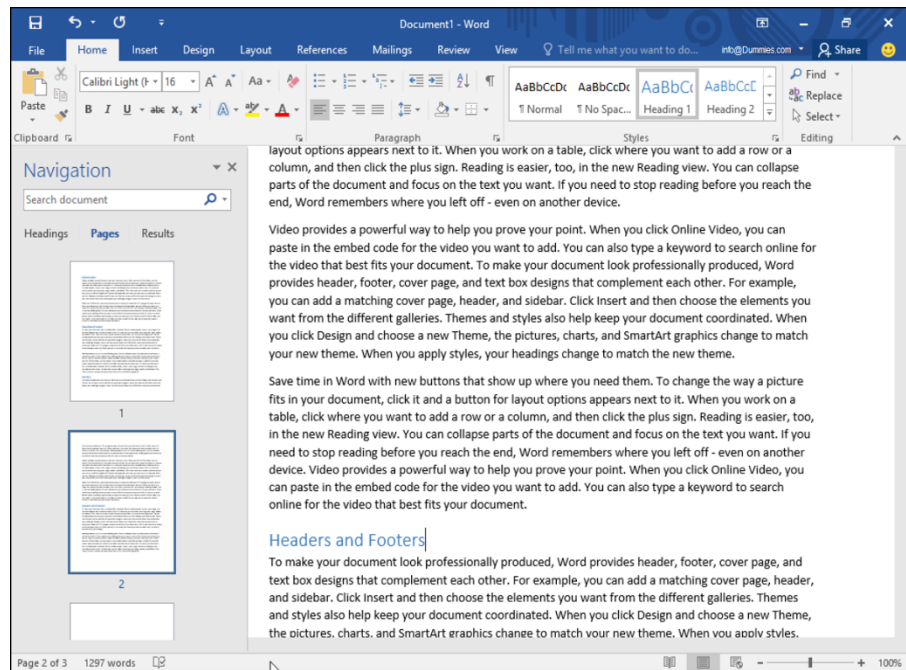 Document1 - Word
File Home Insert Design Layout References Mailings Review View Tell me what you want to do... info@Dummies.com Share
Paste
Calibri Light (H 16 A A Aa
B I U abc X₂ X² A ab A
AaBbCcDc AaBbCcDc AaBbCc AaBbCcE
¶ Normal ¶ No Spac... Heading 1 Heading 2
Find
Replace
Select
Clipboard Font Paragraph Styles Editing
Navigation
Search document
Headings Pages Results
1
2
layout options appears next to it. When you work on a table, click where you want to add a row or a
column, and then click the plus sign. Reading is easier, too, in the new Reading view. You can collapse
parts of the document and focus on the text you want. If you need to stop reading before you reach the
end, Word remembers where you left off - even on another device.
Video provides a powerful way to help you prove your point. When you click Online Video, you can
paste in the embed code for the video you want to add. You can also type a keyword to search online for
the video that best fits your document. To make your document look professionally produced, Word
provides header, footer, cover page, and text box designs that complement each other. For example,
you can add a matching cover page, header, and sidebar. Click Insert and then choose the elements you
want from the different galleries. Themes and styles also help keep your document coordinated. When
you click Design and choose a new Theme, the pictures, charts, and SmartArt graphics change to match
your new theme. When you apply styles, your headings change to match the new theme.
Save time in Word with new buttons that show up where you need them. To change the way a picture
fits in your document, click it and a button for layout options appears next to it. When you work on a
table, click where you want to add a row or a column, and then click the plus sign. Reading is easier, too,
in the new Reading view. You can collapse parts of the document and focus on the text you want. If you
need to stop reading before you reach the end, Word remembers where you left off - even on another
device. Video provides a powerful way to help you prove your point. When you click Online Video, you
can paste in the embed code for the video you want to add. You can also type a keyword to search
online for the video that best fits your document.
Headers and Footers
To make your document look professionally produced, Word provides header, footer, cover page, and
text box designs that complement each other. For example, you can add a matching cover page, header,
and sidebar. Click Insert and then choose the elements you want from the different galleries. Themes
and styles also help keep your document coordinated. When you click Design and choose a new Theme,
the pictures, charts, and SmartArt graphics change to match your new theme. When you apply styles,
Page 2 of 3 1297 words 100%